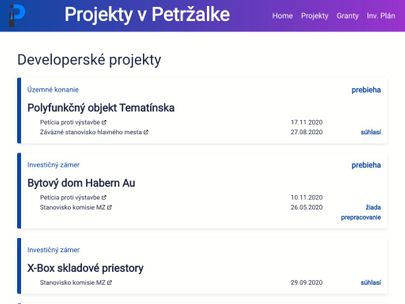 Projekty v Petržalke
Home Projekty Granty Inv. Plán
Developerské projekty
Územné konanie prebieha
Polyfunkčný objekt Tematínska
Petícia proti výstavbe 17.11.2020
Záväzné stanovisko hlavného mesta 27.08.2020 súhlasí
Investičný zámer prebieha
Bytový dom Habern Au
Petícia proti výstavbe 10.11.2020
Stanovisko komisie MZ 26.05.2020 žiada
prepracovanie
Investičný zámer
X-Box skladové priestory
Stanovisko komisie MZ 29.09.2020 súhlasí